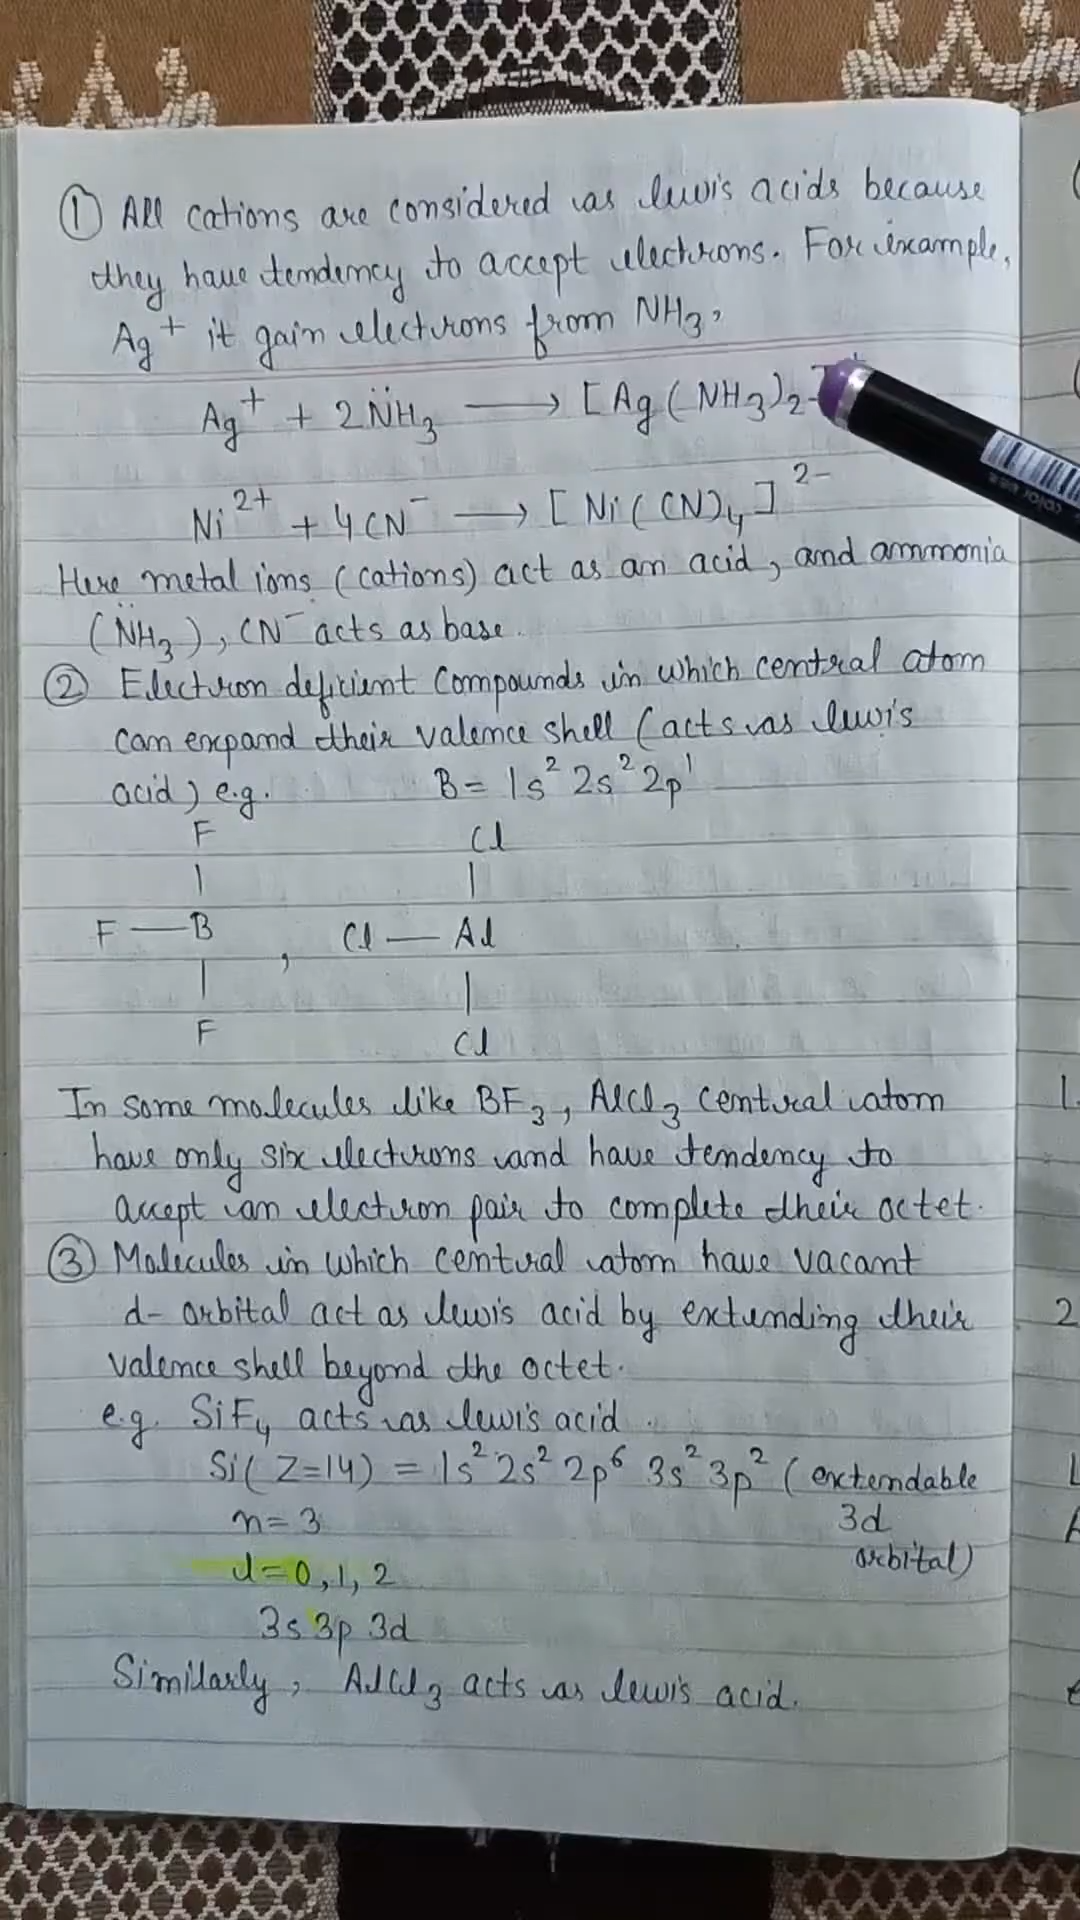 ① All cations are considered as lewis acids because
they have tendency to accept electrons. For example,
Ag⁺ it gain electrons from NH₃,
Ag⁺ + 2N̈H₃ ⟶ [Ag(NH₃)₂]⁺
Ni²⁺ + 4CN⁻ ⟶ [Ni(CN)₄]²⁻
Here metal ions (cations) act as an acid, and ammonia
(N̈H₃), CN⁻ acts as base.
② Electron deficient compounds in which central atom
can expand their valence shell (acts as lewis
acid) e.g. B = 1s² 2s² 2p¹
F Cl
| |
F — B , Cl — Al
| |
F Cl
In some molecules like BF₃, AlCl₃ central atom
have only six electrons and have tendency to
accept an electron pair to complete their octet.
③ Molecules in which central atom have vacant
d-orbital act as lewis acid by extending their
valence shell beyond the octet.
e.g. SiF₄ acts as lewis acid.
Si(Z=14) = 1s² 2s² 2p⁶ 3s² 3p² (extendable
n=3 3d
l=0,1,2 orbital)
3s 3p 3d
Similarly, AlCl₃ acts as lewis acid.
1.
2